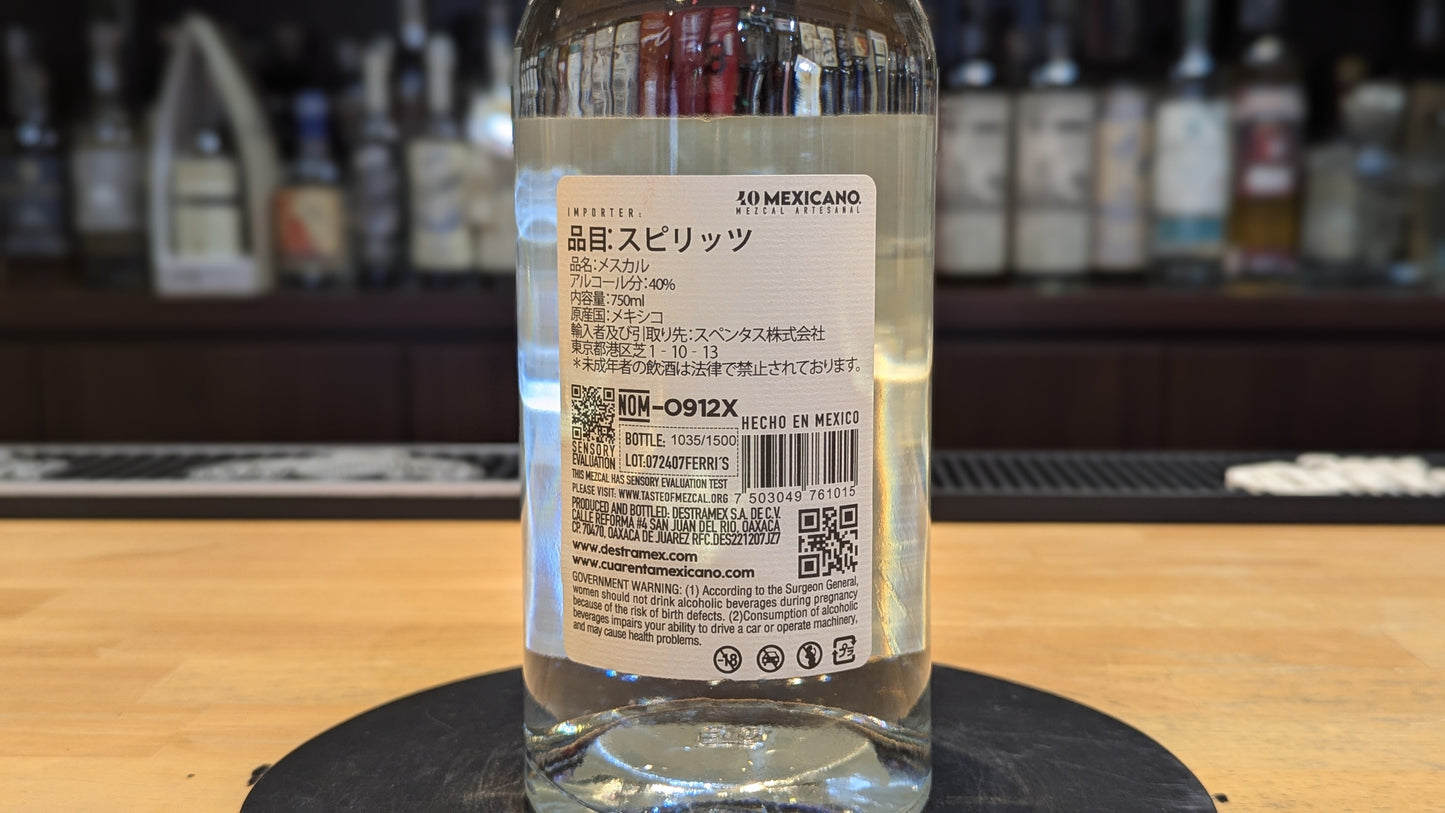 40 MEXICANO.
MEZCAL ARTESANAL
IMPORTER:
品目:スピリッツ
品名:メスカル
アルコール分:40%
内容量:750ml
原産国:メキシコ
輸入者及び引取り先:スペンタス株式会社
東京都港区芝1‐10‐13
*未成年者の飲酒は法律で禁止されております。
NOM-O912X
HECHO EN MEXICO
BOTTLE: 1035/1500
LOT:072407FERRI´S
SENSORY
EVALUATION
THIS MEZCAL HAS SENSORY EVALUATION TEST
PLEASE VISIT: WWW.TASTEOFMEZCAL.ORG
7 503049 761015
PRODUCED AND BOTTLED: DESTRAMEX S.A. DE C.V.
CALLE REFORMA #4 SAN JUAN DEL RIO, OAXACA
CP. 70470, OAXACA DE JUAREZ RFC.DES221207JZ7
www.destramex.com
www.cuarentamexicano.com
GOVERNMENT WARNING: (1) According to the Surgeon General,
women should not drink alcoholic beverages during pregnancy
because of the risk of birth defects. (2)Consumption of alcoholic
beverages impairs your ability to drive a car or operate machinery,
and may cause health problems.
-18
プラ